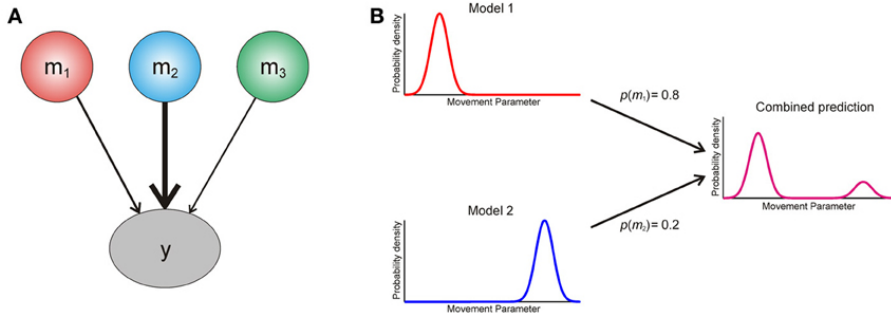 A
m1
m2
m3
y
B
Model 1
Probability density
Movement Parameter
p(m1)= 0.8
Model 2
Probability density
Movement Parameter
p(m2)= 0.2
Combined prediction
Probability density
Movement Parameter